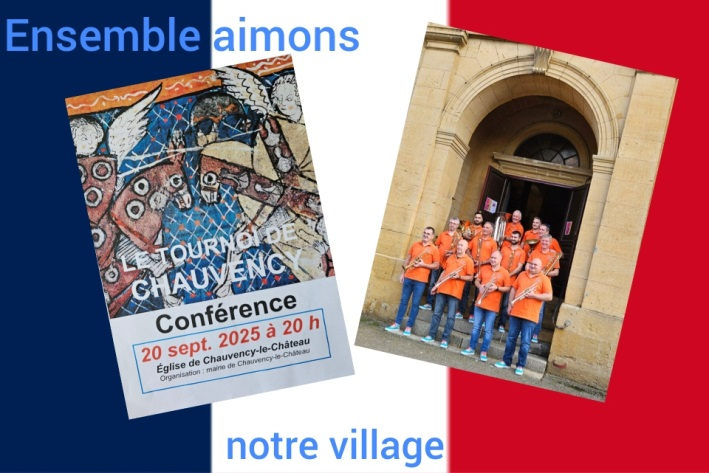 Ensemble aimons
LE TOURNOI DE
CHAUVENCY
Conférence
20 sept. 2025 à 20 h
Église de Chauvency-le-Château
Organisation : mairie de Chauvency-le-Château
notre village